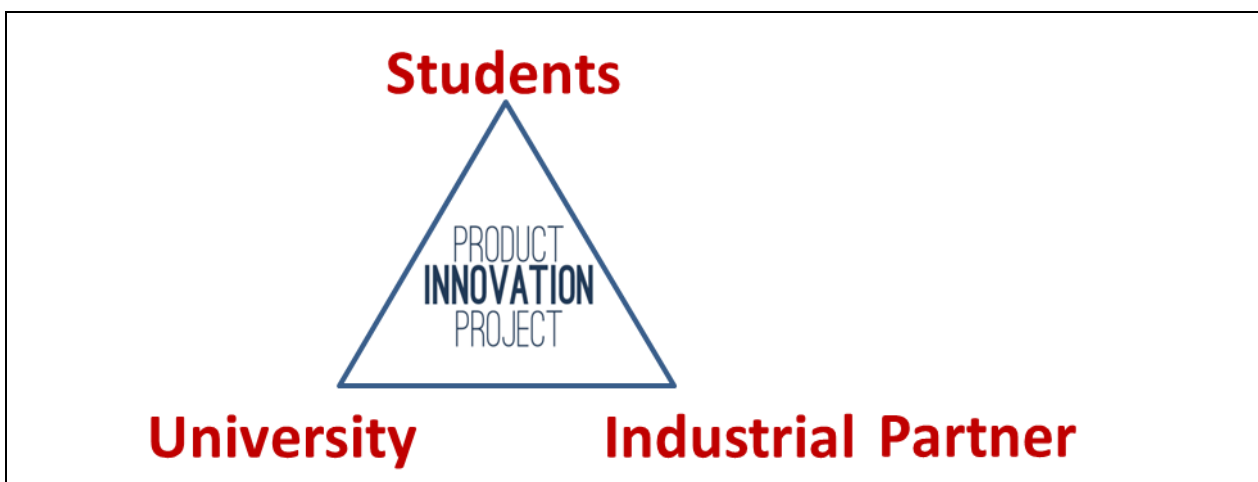 Students
PRODUCT
INNOVATION
PROJECT
University
Industrial Partner